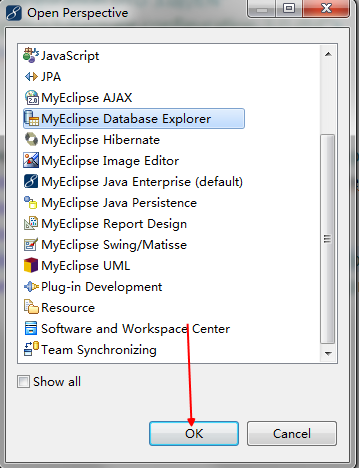 Open Perspective
JavaScript
JPA
MyEclipse AJAX
MyEclipse Database Explorer
MyEclipse Hibernate
MyEclipse Image Editor
MyEclipse Java Enterprise (default)
MyEclipse Java Persistence
MyEclipse Report Design
MyEclipse Swing/Matisse
MyEclipse UML
Plug-in Development
Resource
Software and Workspace Center
Team Synchronizing
Show all
OK
Cancel